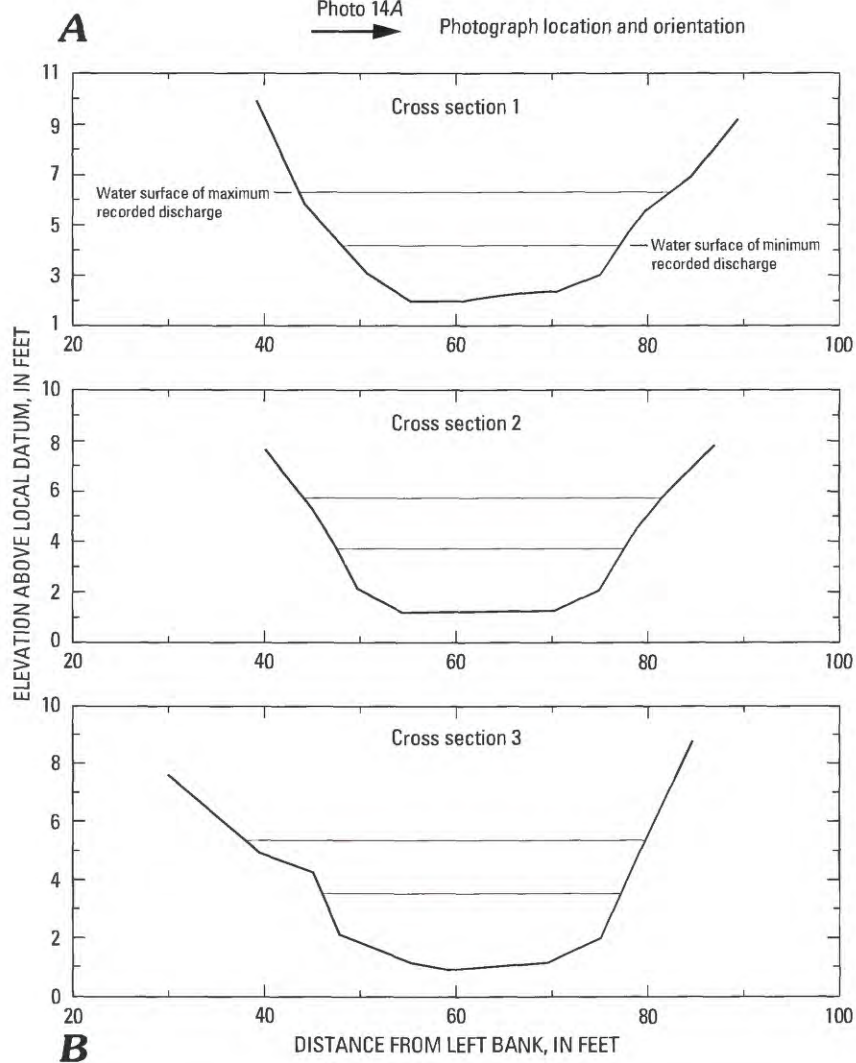 Photo 14A
A
Photograph location and orientation
11
9
7
5
3
1
Cross section 1
Water surface of maximum
recorded discharge
Water surface of minimum
recorded discharge
20 40 60 80 100
10
8
6
4
2
0
Cross section 2
20 40 60 80 100
ELEVATION ABOVE LOCAL DATUM, IN FEET
10
8
6
4
2
0
Cross section 3
20 40 60 80 100
B
DISTANCE FROM LEFT BANK, IN FEET